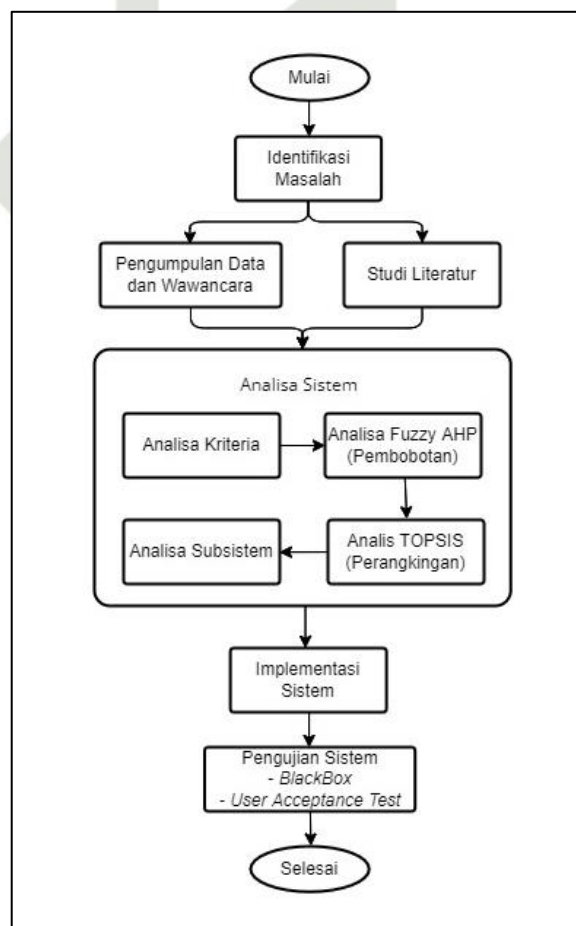 Mulai
Identifikasi
Masalah
Pengumpulan Data
dan Wawancara
Studi Literatur
Analisa Sistem
Analisa Kriteria
Analisa Fuzzy AHP
(Pembobotan)
Analisa Subsistem
Analis TOPSIS
(Perangkingan)
Implementasi
Sistem
Pengujian Sistem
- BlackBox
- User Acceptance Test
Selesai